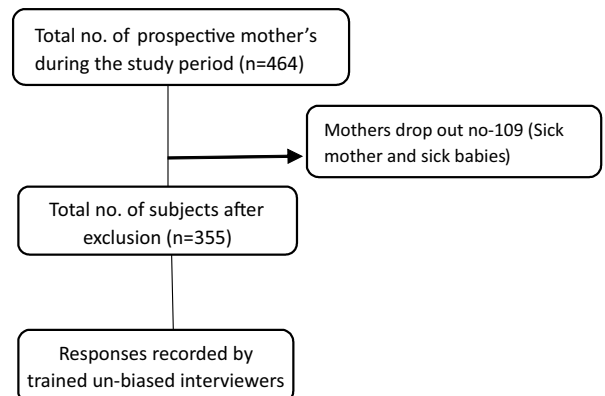 Total no. of prospective mother's
during the study period (n=464)
Mothers drop out no-109 (Sick
mother and sick babies)
Total no. of subjects after
exclusion (n=355)
Responses recorded by
trained un-biased interviewers